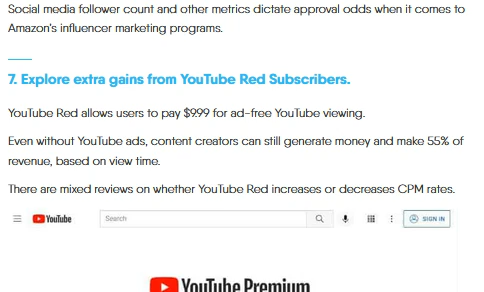 Social media follower count and other metrics dictate approval odds when it comes to
Amazon's influencer marketing programs.
7. Explore extra gains from YouTube Red Subscribers.
YouTube Red allows users to pay $9.99 for ad-free YouTube viewing.
Even without YouTube ads, content creators can still generate money and make 55% of
revenue, based on view time.
There are mixed reviews on whether YouTube Red increases or decreases CPM rates.
YouTube Search SIGN IN
YouTube Premium